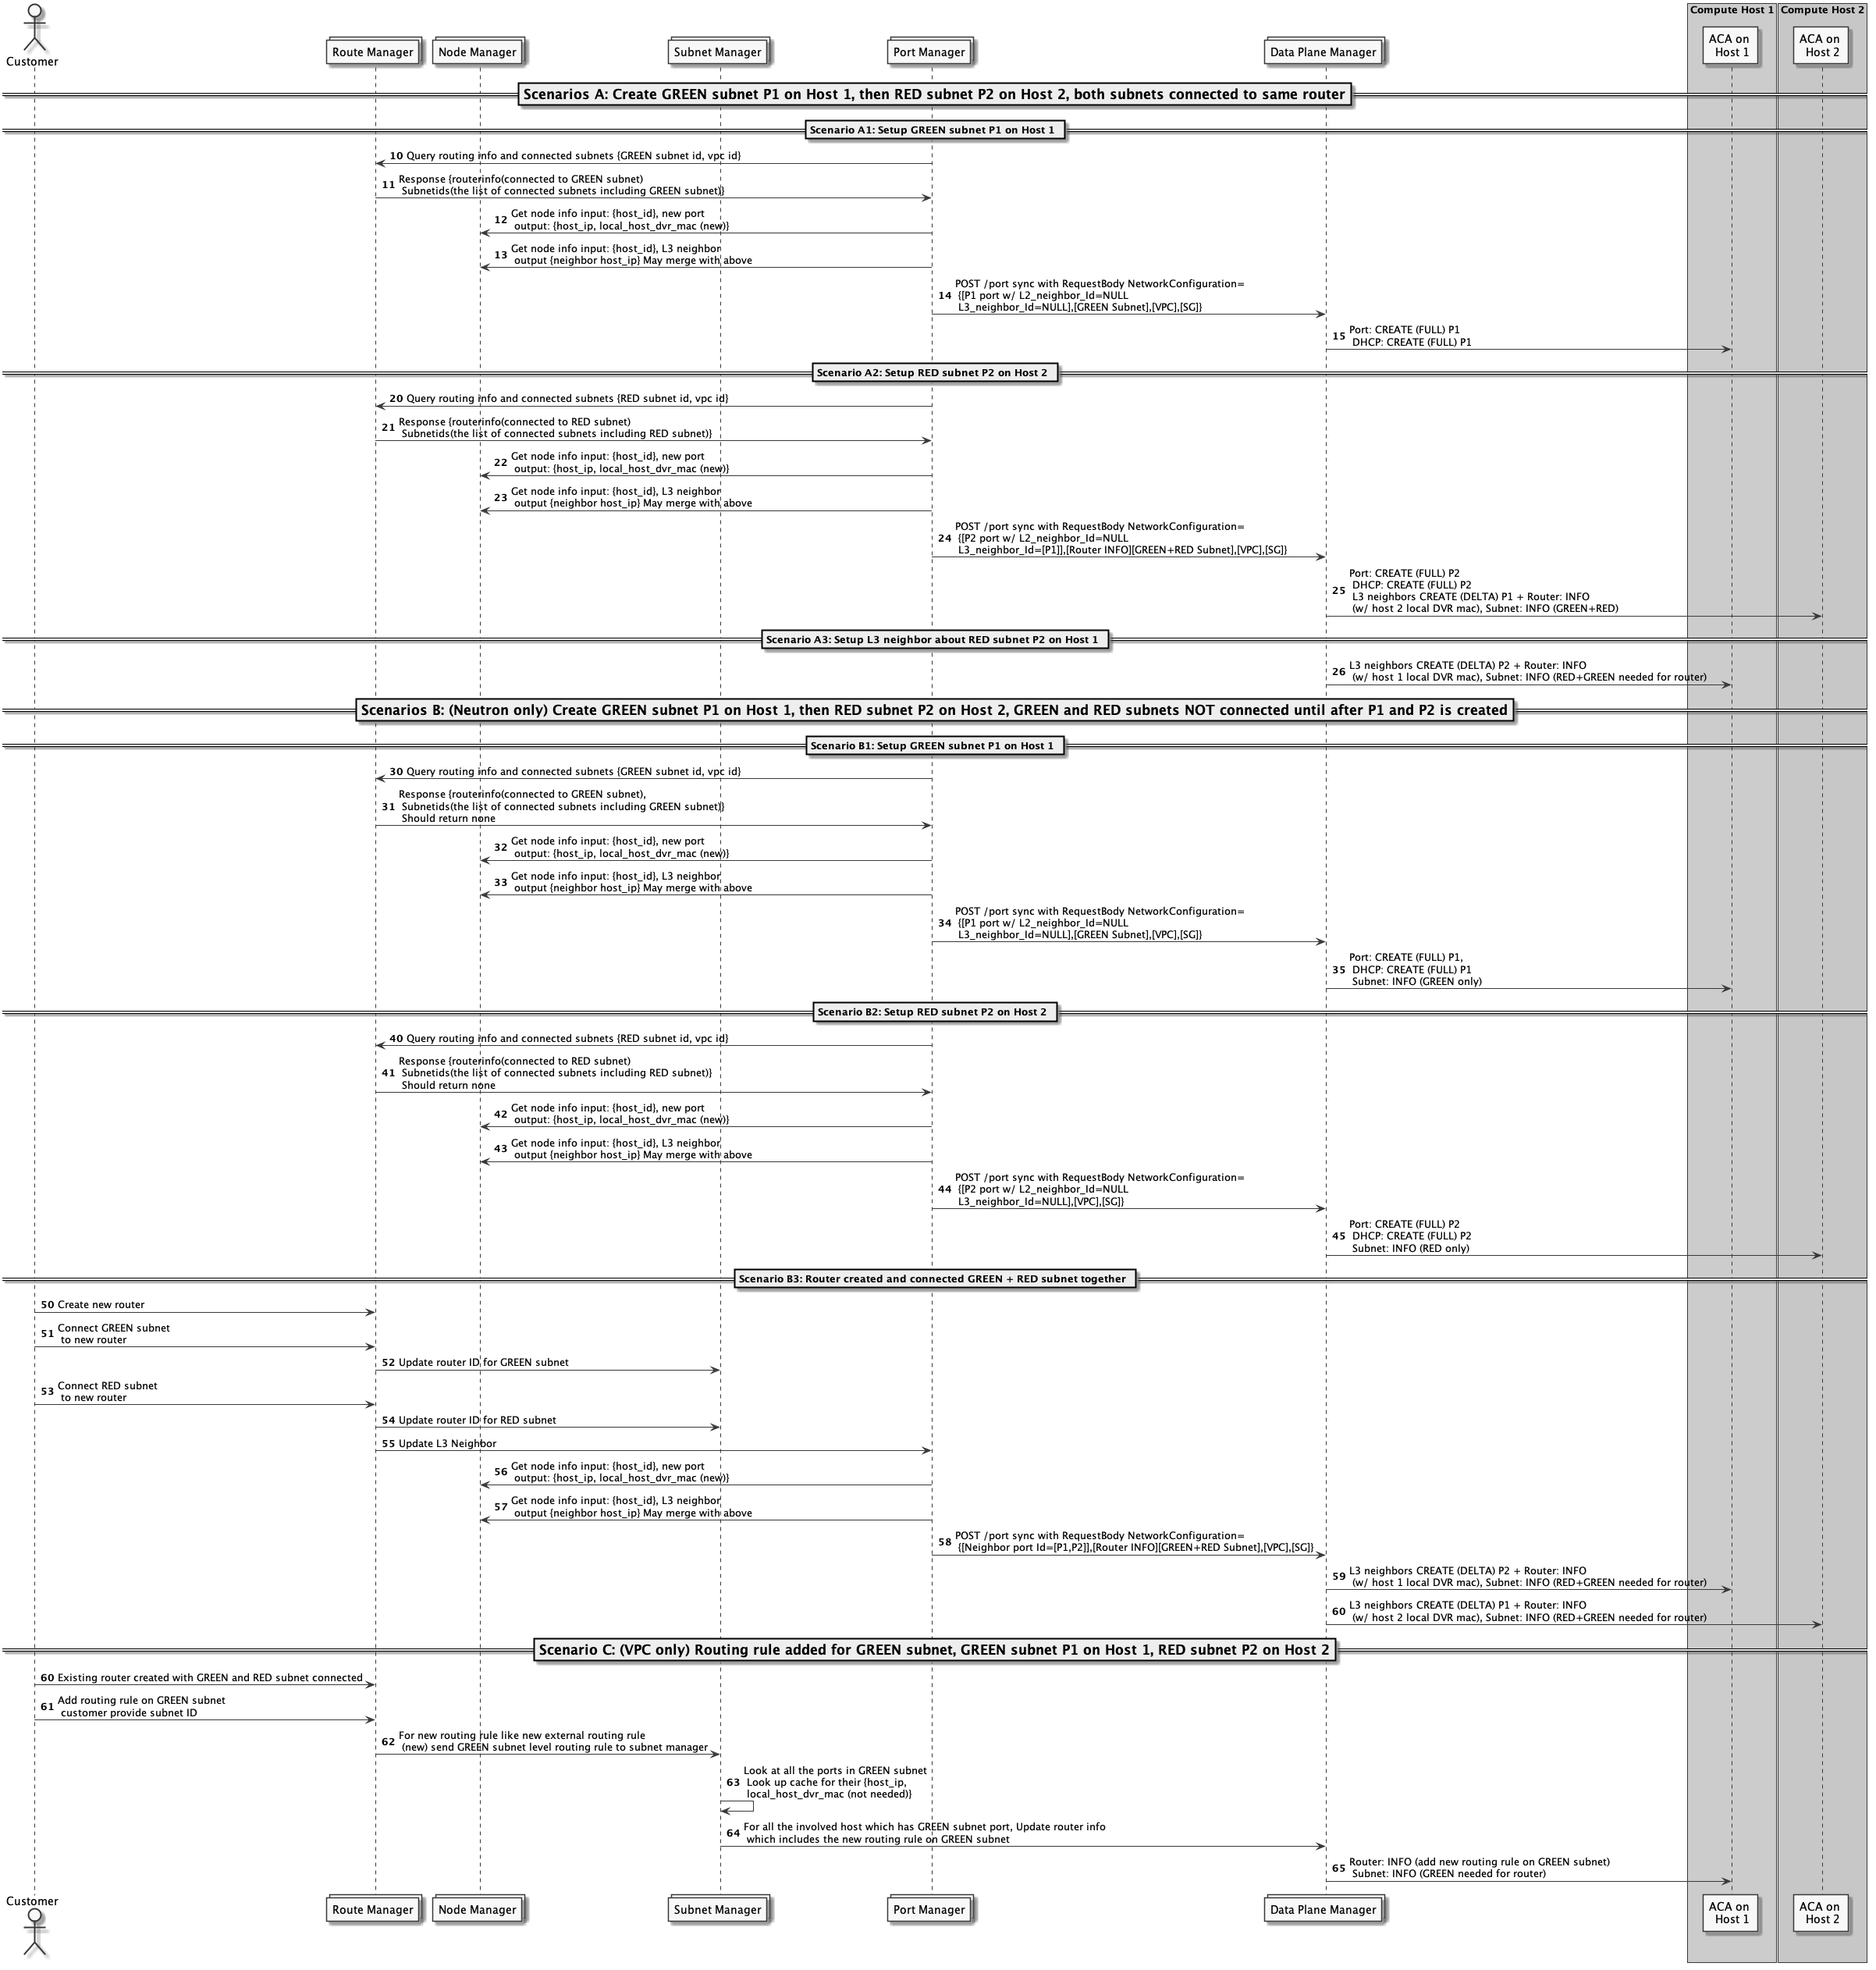 Compute Host 1
Compute Host 2
Customer
Route Manager
Node Manager
Subnet Manager
Port Manager
Data Plane Manager
ACA on
Host 1
ACA on
Host 2
Scenarios A: Create GREEN subnet P1 on Host 1, then RED subnet P2 on Host 2, both subnets connected to same router
Scenario A1: Setup GREEN subnet P1 on Host 1
10 Query routing info and connected subnets {GREEN subnet id, vpc id}
11 Response {routerinfo(connected to GREEN subnet)
Subnetids(the list of connected subnets including GREEN subnet)}
12 Get node info input: {host_id}, new port
output: {host_ip, local_host_dvr_mac (new)}
13 Get node info input: {host_id}, L3 neighbor
output {neighbor host_ip} May merge with above
14 POST /port sync with RequestBody NetworkConfiguration=
{[P1 port w/ L2_neighbor_Id=NULL
L3_neighbor_Id=NULL],[GREEN Subnet],[VPC],[SG]}
15 Port: CREATE (FULL) P1
DHCP: CREATE (FULL) P1
Scenario A2: Setup RED subnet P2 on Host 2
20 Query routing info and connected subnets {RED subnet id, vpc id}
21 Response {routerinfo(connected to RED subnet)
Subnetids(the list of connected subnets including RED subnet)}
22 Get node info input: {host_id}, new port
output: {host_ip, local_host_dvr_mac (new)}
23 Get node info input: {host_id}, L3 neighbor
output {neighbor host_ip} May merge with above
24 POST /port sync with RequestBody NetworkConfiguration=
{[P2 port w/ L2_neighbor_Id=NULL
L3_neighbor_Id=[P1]],[Router INFO][GREEN+RED Subnet],[VPC],[SG]}
25 Port: CREATE (FULL) P2
DHCP: CREATE (FULL) P2
L3 neighbors CREATE (DELTA) P1 + Router: INFO
(w/ host 2 local DVR mac), Subnet: INFO (GREEN+RED)
Scenario A3: Setup L3 neighbor about RED subnet P2 on Host 1
26 L3 neighbors CREATE (DELTA) P2 + Router: INFO
(w/ host 1 local DVR mac), Subnet: INFO (RED+GREEN needed for router)
Scenarios B: (Neutron only) Create GREEN subnet P1 on Host 1, then RED subnet P2 on Host 2, GREEN and RED subnets NOT connected until after P1 and P2 is created
Scenario B1: Setup GREEN subnet P1 on Host 1
30 Query routing info and connected subnets {GREEN subnet id, vpc id}
31 Response {routerinfo(connected to GREEN subnet),
Subnetids(the list of connected subnets including GREEN subnet)}
Should return none
32 Get node info input: {host_id}, new port
output: {host_ip, local_host_dvr_mac (new)}
33 Get node info input: {host_id}, L3 neighbor
output {neighbor host_ip} May merge with above
34 POST /port sync with RequestBody NetworkConfiguration=
{[P1 port w/ L2_neighbor_Id=NULL
L3_neighbor_Id=NULL],[GREEN Subnet],[VPC],[SG]}
35 Port: CREATE (FULL) P1,
DHCP: CREATE (FULL) P1
Subnet: INFO (GREEN only)
Scenario B2: Setup RED subnet P2 on Host 2
40 Query routing info and connected subnets {RED subnet id, vpc id}
41 Response {routerinfo(connected to RED subnet)
Subnetids(the list of connected subnets including RED subnet)}
Should return none
42 Get node info input: {host_id}, new port
output: {host_ip, local_host_dvr_mac (new)}
43 Get node info input: {host_id}, L3 neighbor
output {neighbor host_ip} May merge with above
44 POST /port sync with RequestBody NetworkConfiguration=
{[P2 port w/ L2_neighbor_Id=NULL
L3_neighbor_Id=NULL],[VPC],[SG]}
45 Port: CREATE (FULL) P2
DHCP: CREATE (FULL) P2
Subnet: INFO (RED only)
Scenario B3: Router created and connected GREEN + RED subnet together
50 Create new router
51 Connect GREEN subnet
to new router
52 Update router ID for GREEN subnet
53 Connect RED subnet
to new router
54 Update router ID for RED subnet
55 Update L3 Neighbor
56 Get node info input: {host_id}, new port
output: {host_ip, local_host_dvr_mac (new)}
57 Get node info input: {host_id}, L3 neighbor
output {neighbor host_ip} May merge with above
58 POST /port sync with RequestBody NetworkConfiguration=
{[Neighbor port Id=[P1,P2]],[Router INFO][GREEN+RED Subnet],[VPC],[SG]}
59 L3 neighbors CREATE (DELTA) P2 + Router: INFO
(w/ host 1 local DVR mac), Subnet: INFO (RED+GREEN needed for router)
60 L3 neighbors CREATE (DELTA) P1 + Router: INFO
(w/ host 2 local DVR mac), Subnet: INFO (RED+GREEN needed for router)
Scenario C: (VPC only) Routing rule added for GREEN subnet, GREEN subnet P1 on Host 1, RED subnet P2 on Host 2
60 Existing router created with GREEN and RED subnet connected
61 Add routing rule on GREEN subnet
customer provide subnet ID
62 For new routing rule like new external routing rule
(new) send GREEN subnet level routing rule to subnet manager
63 Look at all the ports in GREEN subnet
Look up cache for their {host_ip,
local_host_dvr_mac (not needed)}
64 For all the involved host which has GREEN subnet port, Update router info
which includes the new routing rule on GREEN subnet
65 Router: INFO (add new routing rule on GREEN subnet)
Subnet: INFO (GREEN needed for router)
Customer
Route Manager
Node Manager
Subnet Manager
Port Manager
Data Plane Manager
ACA on
Host 1
ACA on
Host 2